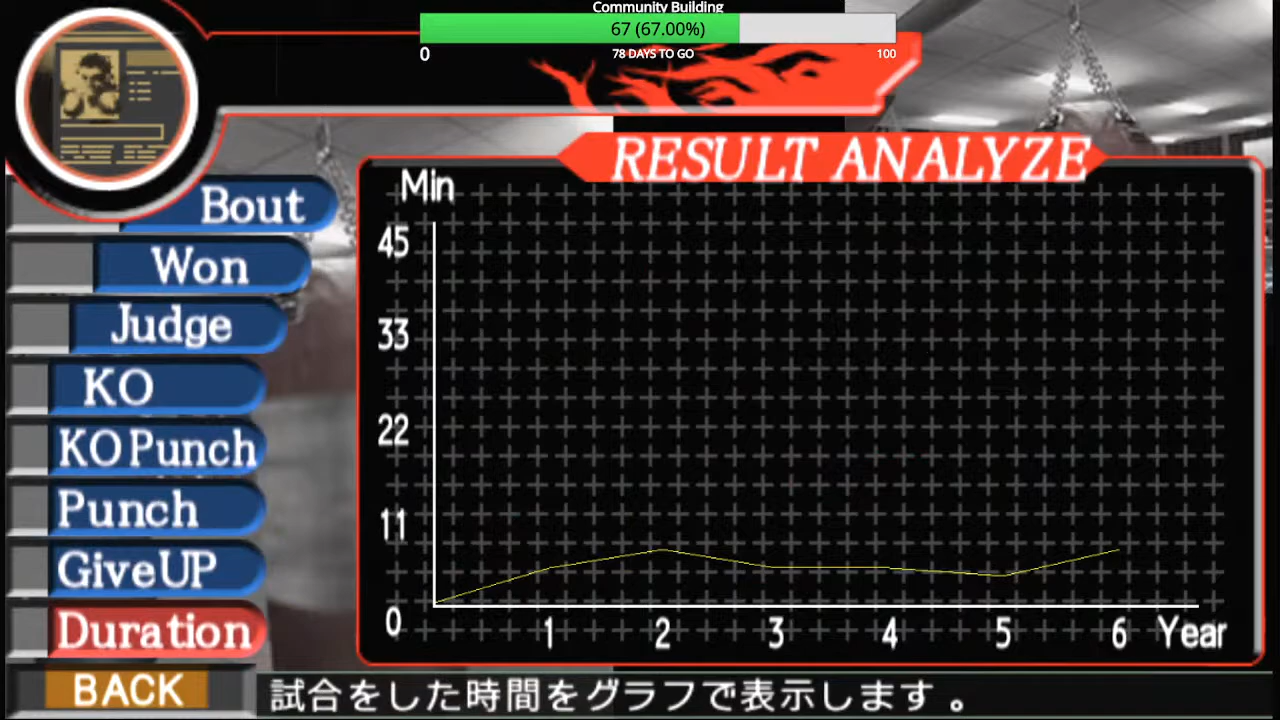 Community Building
67 (67.00%)
0 78 DAYS TO GO 100
RESULT ANALYZE
Bout
Won
Judge
KO
KO Punch
Punch
GiveUP
Duration
BACK
Min
45
33
22
11
0
1 2 3 4 5 6 Year
試合をした時間をグラフで表示します。